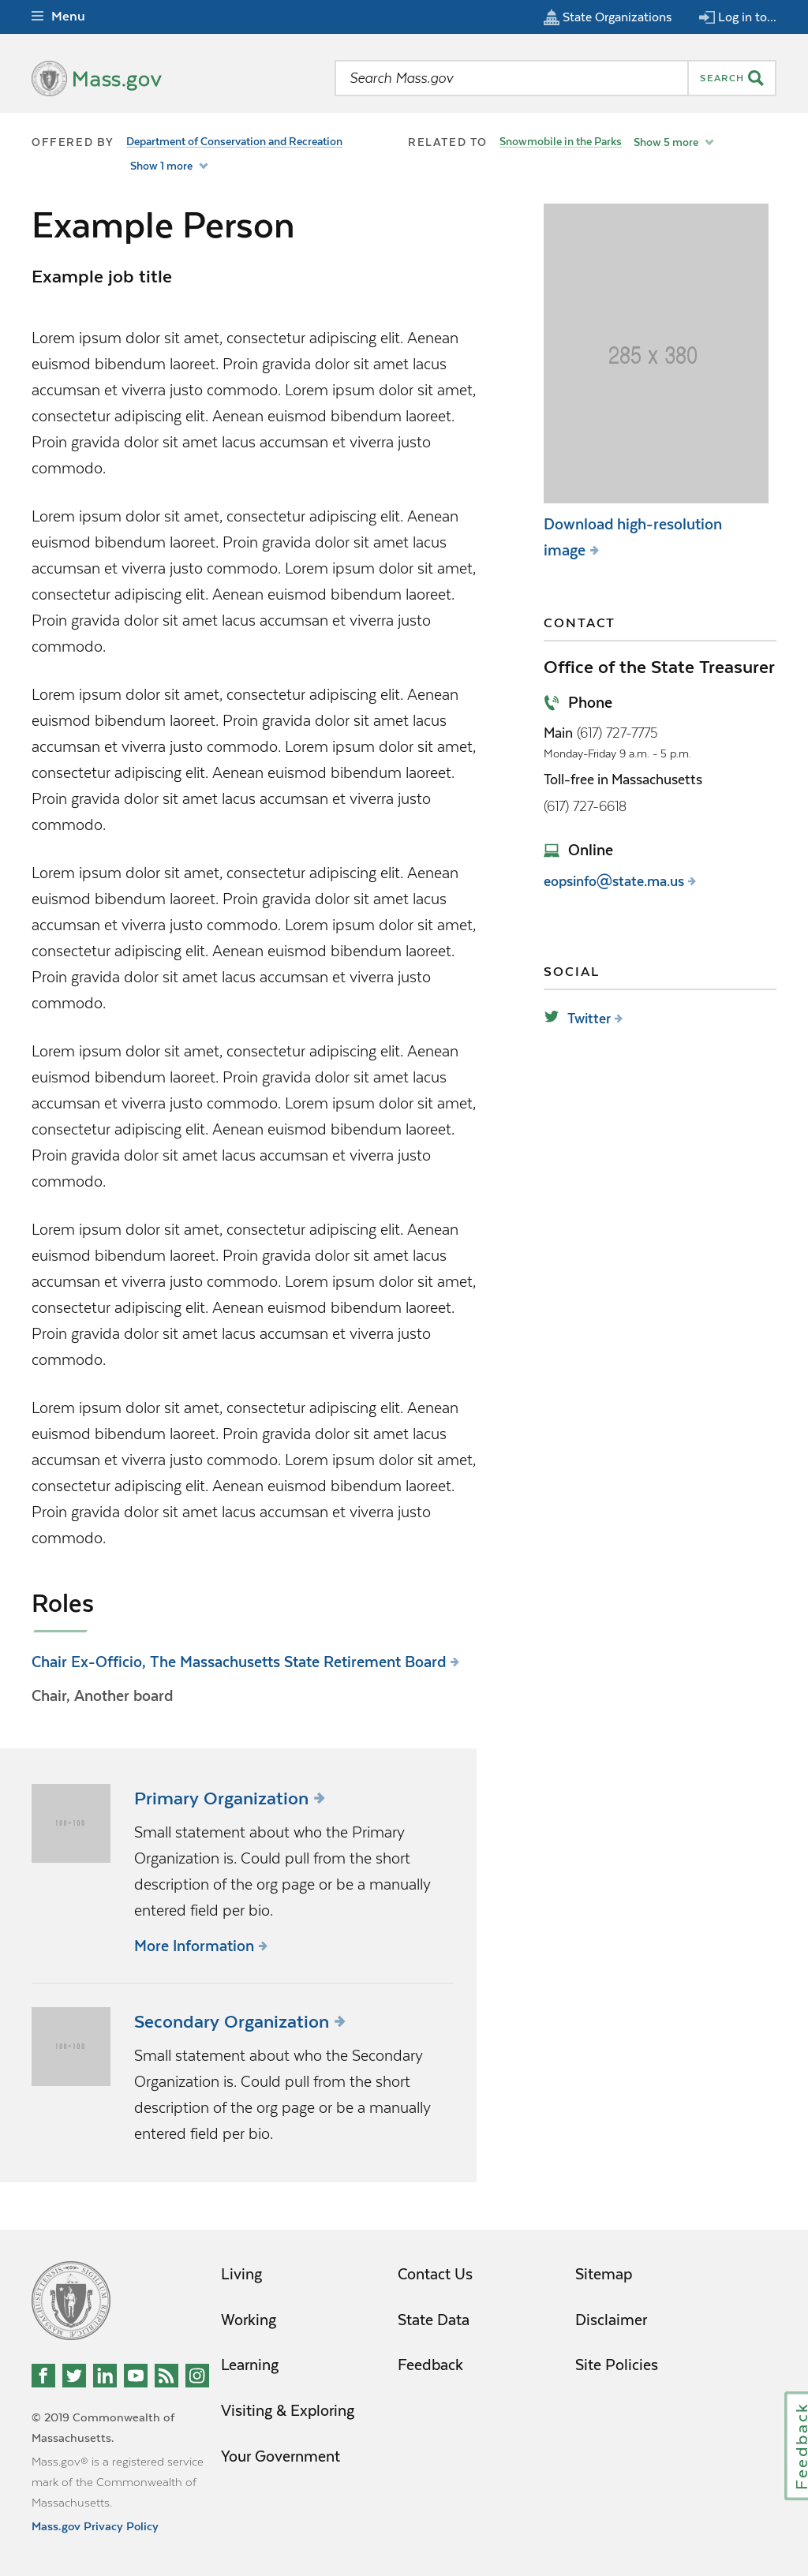 Menu
State Organizations
Log in to...
Mass.gov
Search Mass.gov
SEARCH
OFFERED BY Department of Conservation and Recreation
Show 1 more
RELATED TO Snowmobile in the Parks Show 5 more
Example Person
Example job title
Lorem ipsum dolor sit amet, consectetur adipiscing elit. Aenean
euismod bibendum laoreet. Proin gravida dolor sit amet lacus
accumsan et viverra justo commodo. Lorem ipsum dolor sit amet,
consectetur adipiscing elit. Aenean euismod bibendum laoreet.
Proin gravida dolor sit amet lacus accumsan et viverra justo
commodo.
Lorem ipsum dolor sit amet, consectetur adipiscing elit. Aenean
euismod bibendum laoreet. Proin gravida dolor sit amet lacus
accumsan et viverra justo commodo. Lorem ipsum dolor sit amet,
consectetur adipiscing elit. Aenean euismod bibendum laoreet.
Proin gravida dolor sit amet lacus accumsan et viverra justo
commodo.
Lorem ipsum dolor sit amet, consectetur adipiscing elit. Aenean
euismod bibendum laoreet. Proin gravida dolor sit amet lacus
accumsan et viverra justo commodo. Lorem ipsum dolor sit amet,
consectetur adipiscing elit. Aenean euismod bibendum laoreet.
Proin gravida dolor sit amet lacus accumsan et viverra justo
commodo.
Lorem ipsum dolor sit amet, consectetur adipiscing elit. Aenean
euismod bibendum laoreet. Proin gravida dolor sit amet lacus
accumsan et viverra justo commodo. Lorem ipsum dolor sit amet,
consectetur adipiscing elit. Aenean euismod bibendum laoreet.
Proin gravida dolor sit amet lacus accumsan et viverra justo
commodo.
Lorem ipsum dolor sit amet, consectetur adipiscing elit. Aenean
euismod bibendum laoreet. Proin gravida dolor sit amet lacus
accumsan et viverra justo commodo. Lorem ipsum dolor sit amet,
consectetur adipiscing elit. Aenean euismod bibendum laoreet.
Proin gravida dolor sit amet lacus accumsan et viverra justo
commodo.
Lorem ipsum dolor sit amet, consectetur adipiscing elit. Aenean
euismod bibendum laoreet. Proin gravida dolor sit amet lacus
accumsan et viverra justo commodo. Lorem ipsum dolor sit amet,
consectetur adipiscing elit. Aenean euismod bibendum laoreet.
Proin gravida dolor sit amet lacus accumsan et viverra justo
commodo.
Lorem ipsum dolor sit amet, consectetur adipiscing elit. Aenean
euismod bibendum laoreet. Proin gravida dolor sit amet lacus
accumsan et viverra justo commodo. Lorem ipsum dolor sit amet,
consectetur adipiscing elit. Aenean euismod bibendum laoreet.
Proin gravida dolor sit amet lacus accumsan et viverra justo
commodo.
285 x 380
Download high-resolution
image
CONTACT
Office of the State Treasurer
Phone
Main (617) 727-7775
Monday-Friday 9 a.m. - 5 p.m.
Toll-free in Massachusetts
(617) 727-6618
Online
eopsinfo@state.ma.us
SOCIAL
Twitter
Roles
Chair Ex-Officio, The Massachusetts State Retirement Board
Chair, Another board
100×100
Primary Organization
Small statement about who the Primary
Organization is. Could pull from the short
description of the org page or be a manually
entered field per bio.
More Information
100×100
Secondary Organization
Small statement about who the Secondary
Organization is. Could pull from the short
description of the org page or be a manually
entered field per bio.
Living
Working
Learning
Visiting & Exploring
Your Government
Contact Us
State Data
Feedback
Sitemap
Disclaimer
Site Policies
© 2019 Commonwealth of
Massachusetts.
Mass.gov® is a registered service
mark of the Commonwealth of
Massachusetts.
Mass.gov Privacy Policy
Feedback